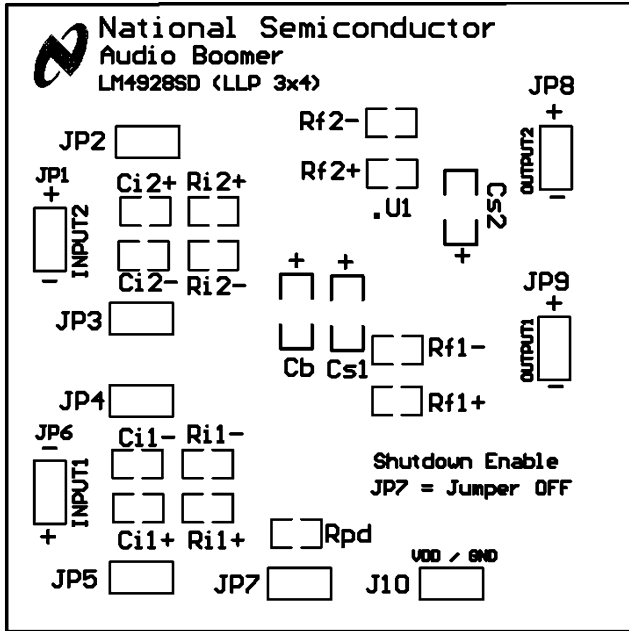 National Semiconductor
Audio Boomer
LM4928SD (LLP 3x4)
JP8
+
OUTPUT2
-
Rf2-
JP2
Rf2+
.U1
Cs2
+
JP1
+
INPUT2
-
Ci2+ Ri2+
Ci2- Ri2-
JP3
+ +
Cb Cs1
JP9
+
OUTPUT1
-
Rf1-
Rf1+
JP4
JP6
-
INPUT1
+
Ci1- Ri1-
Ci1+ Ri1+
Shutdown Enable
JP7 = Jumper OFF
Rpd
VDD / GND
JP5
JP7
J10